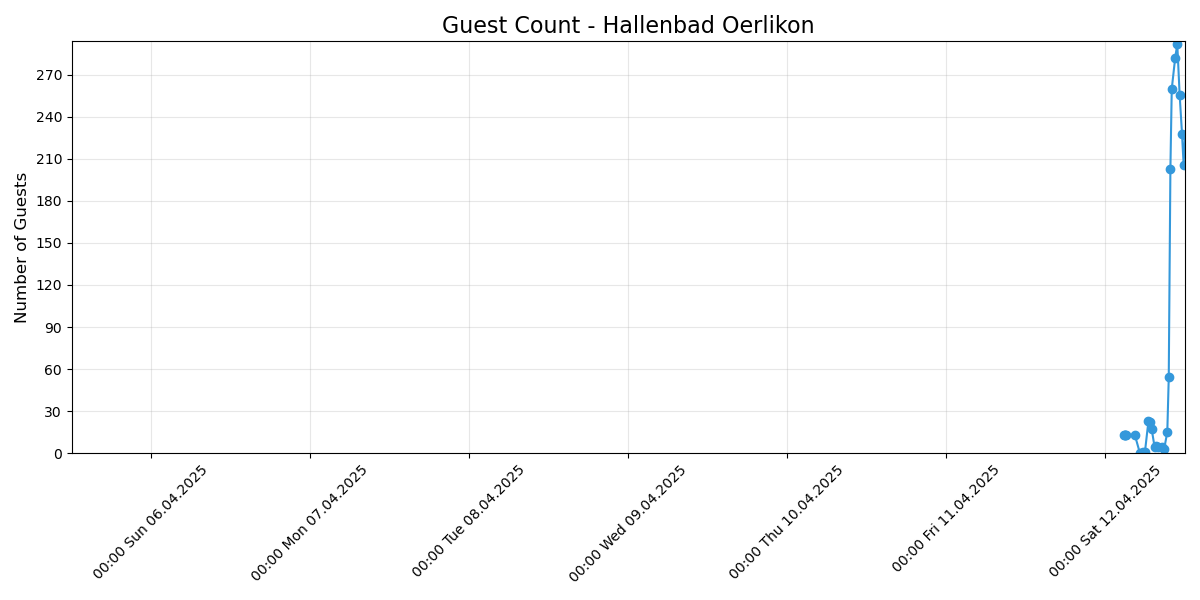 Guest Count - Hallenbad Oerlikon
Number of Guests
270
240
210
180
150
120
90
60
30
0
00:00 Sun 06.04.2025
00:00 Mon 07.04.2025
00:00 Tue 08.04.2025
00:00 Wed 09.04.2025
00:00 Thu 10.04.2025
00:00 Fri 11.04.2025
00:00 Sat 12.04.2025